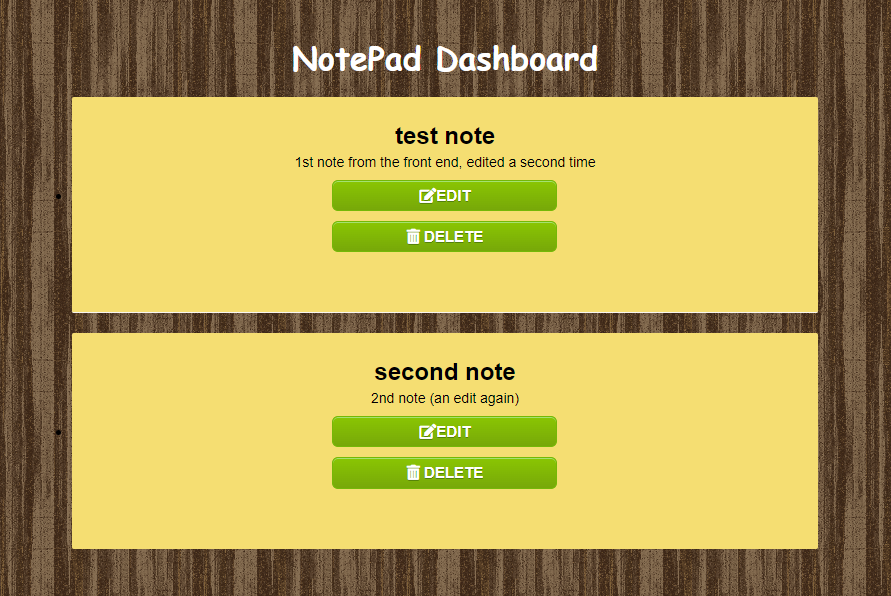 NotePad Dashboard
test note
1st note from the front end, edited a second time
EDIT
DELETE
second note
2nd note (an edit again)
EDIT
DELETE